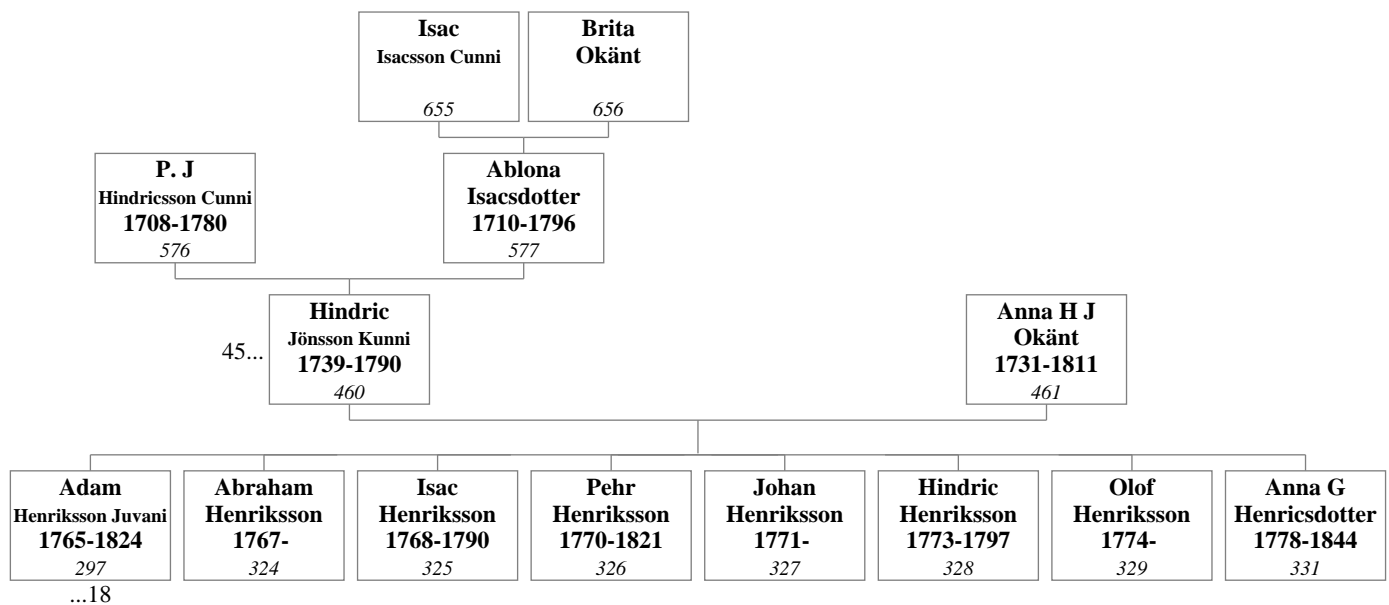 Isac
Isacsson Cunni
655
Brita
Okänt
656
P. J
Hindricsson Cunni
1708-1780
576
Ablona
Isacsdotter
1710-1796
577
45...
Hindric
Jönsson Kunni
1739-1790
460
Anna H J
Okänt
1731-1811
461
Adam
Henriksson Juvani
1765-1824
297
...18
Abraham
Henriksson
1767-
324
Isac
Henriksson
1768-1790
325
Pehr
Henriksson
1770-1821
326
Johan
Henriksson
1771-
327
Hindric
Henriksson
1773-1797
328
Olof
Henriksson
1774-
329
Anna G
Henricsdotter
1778-1844
331